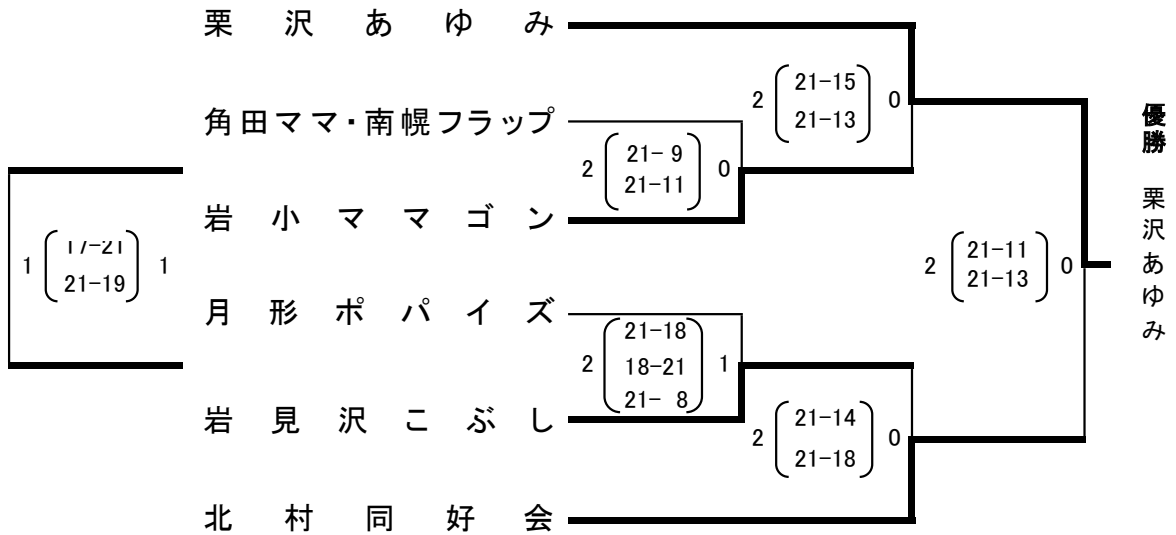 栗沢あゆみ
2 21-15 0
21-13
角田ママ・南幌フラップ
2 21- 9 0
21-11
岩小ママゴン
1 17-21 1
21-19
2 21-11 0
21-13
優勝 栗沢あゆみ
月形ポパイズ
21-18
2 18-21 1
21- 8
岩見沢こぶし
2 21-14 0
21-18
北村同好会